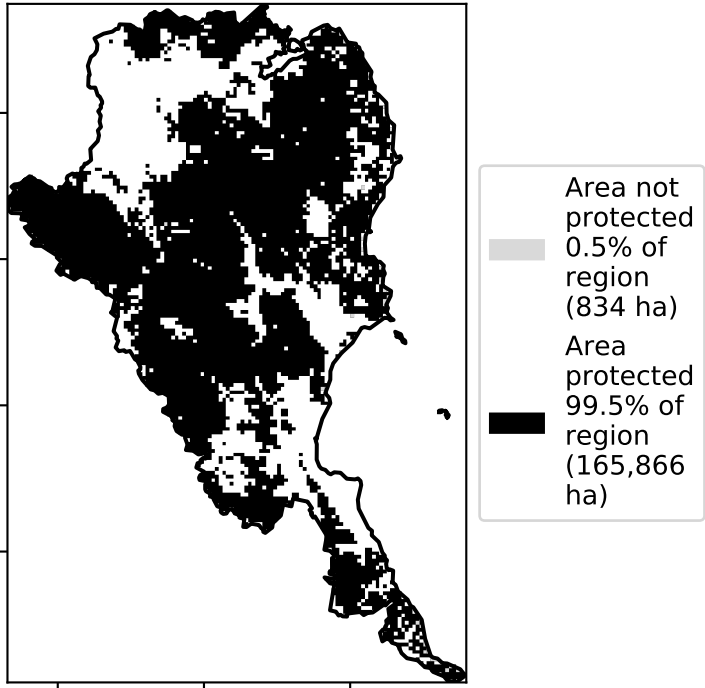 Area not
protected
0.5% of
region
(834 ha)
Area
protected
99.5% of
region
(165,866
ha)